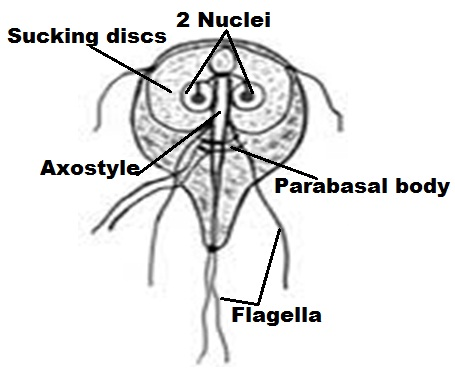 2 Nuclei
Sucking discs
Axostyle
Parabasal body
Flagella